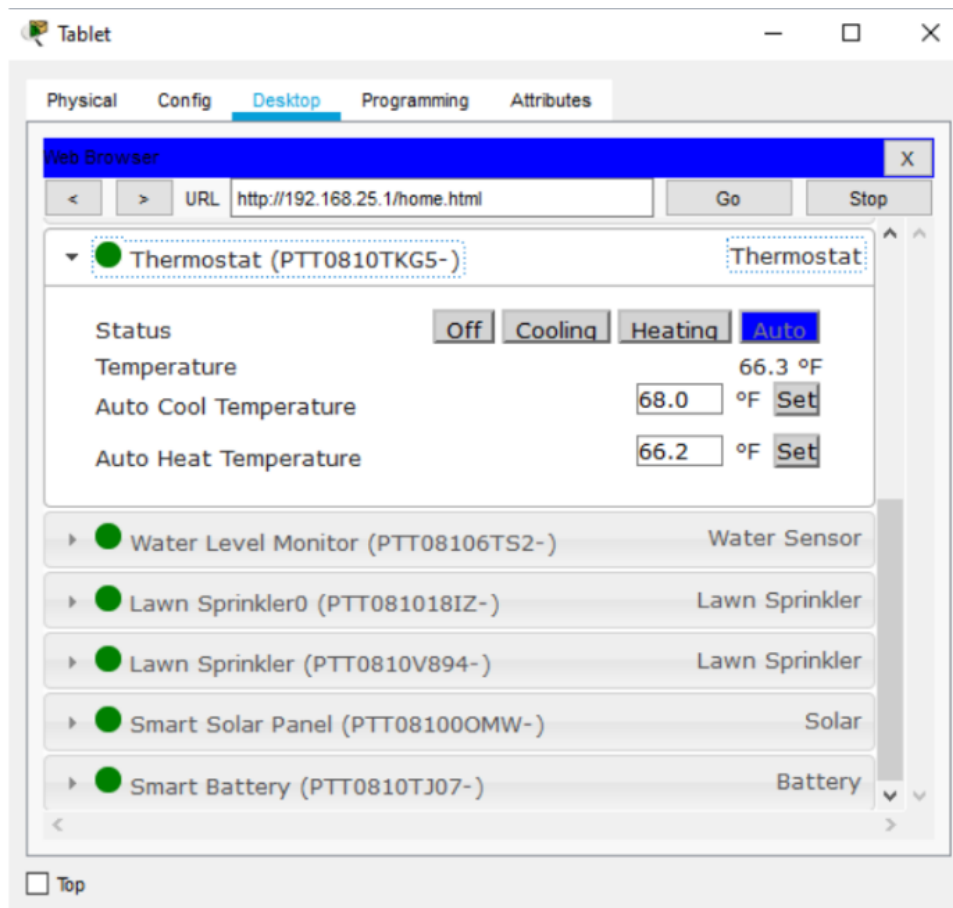 Tablet
Physical Config Desktop Programming Attributes
Web Browser X
< > URL http://192.168.25.1/home.html Go Stop
Thermostat (PTT0810TKG5-) Thermostat
Status Off Cooling Heating Auto
Temperature 66.3 °F
Auto Cool Temperature 68.0 °F Set
Auto Heat Temperature 66.2 °F Set
Water Level Monitor (PTT08106TS2-) Water Sensor
Lawn Sprinkler0 (PTT081018IZ-) Lawn Sprinkler
Lawn Sprinkler (PTT0810V894-) Lawn Sprinkler
Smart Solar Panel (PTT08100OMW-) Solar
Smart Battery (PTT0810TJ07-) Battery
Top